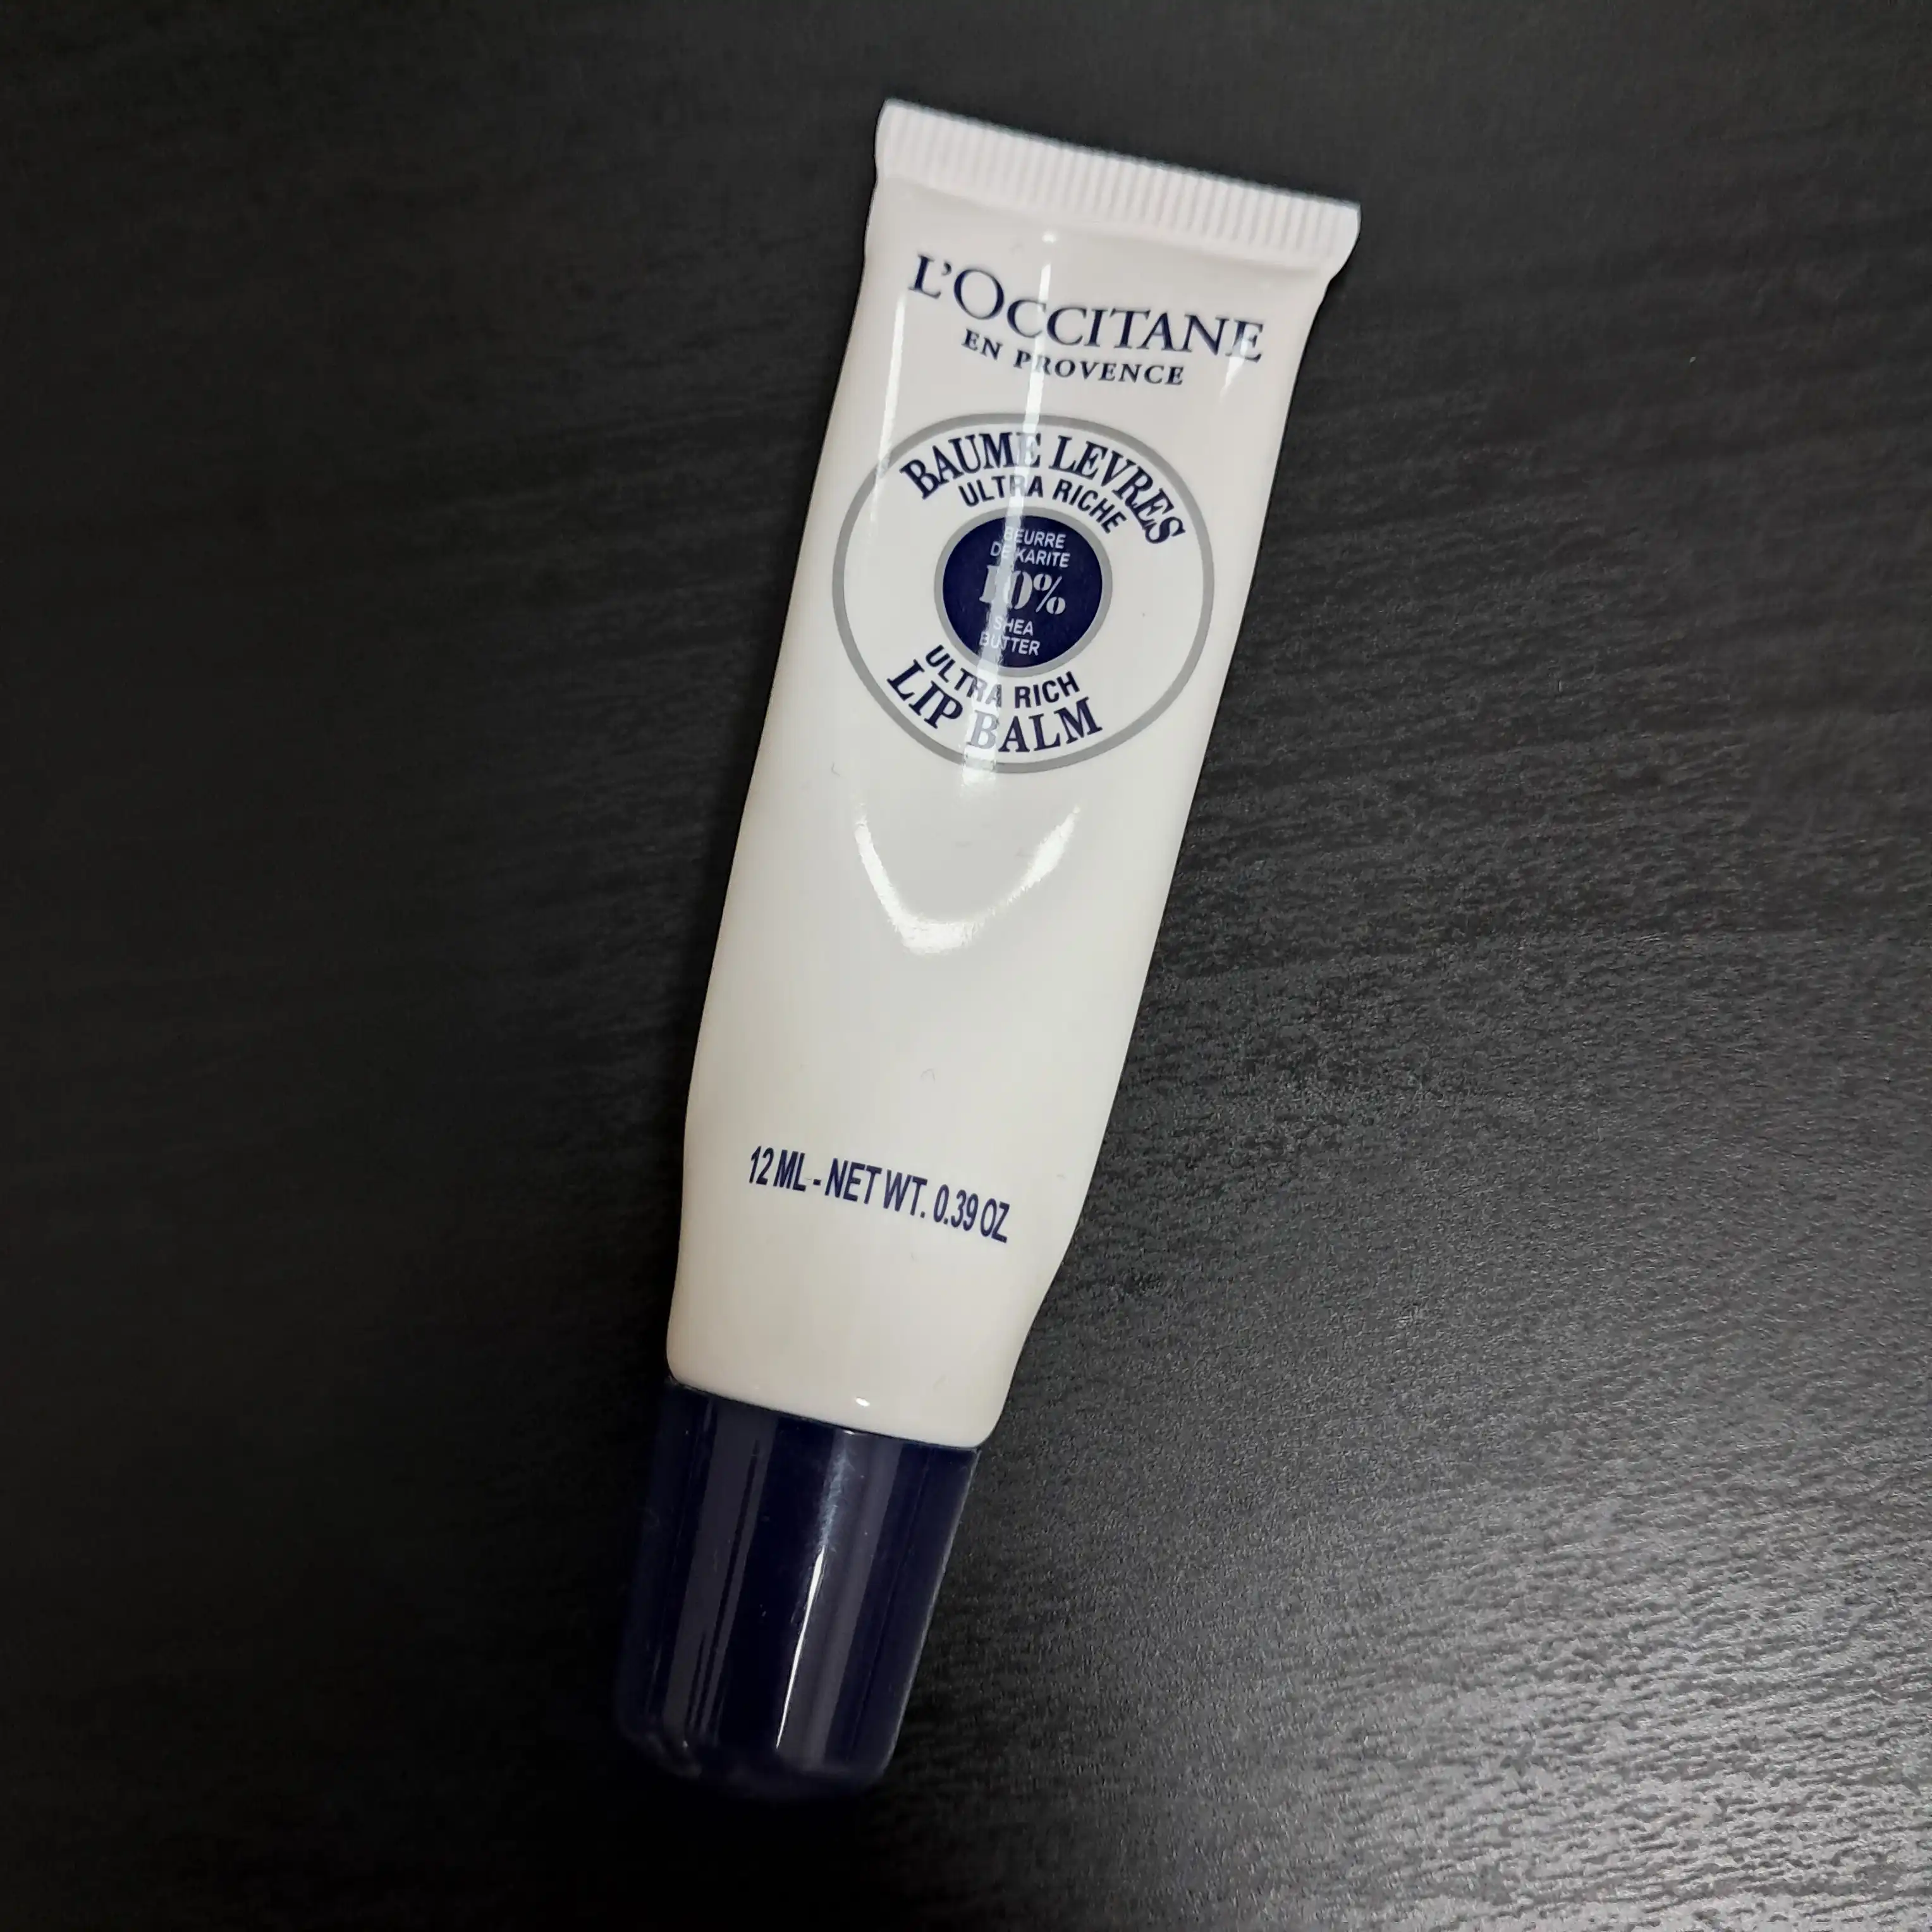 L'OCCITANE
EN PROVENCE
BAUME LEVRES
ULTRA RICHE
BEURRE
DE KARITE
10%
SHEA
BUTTER
ULTRA RICH
LIP BALM
12 ML - NET WT. 0.39 OZ